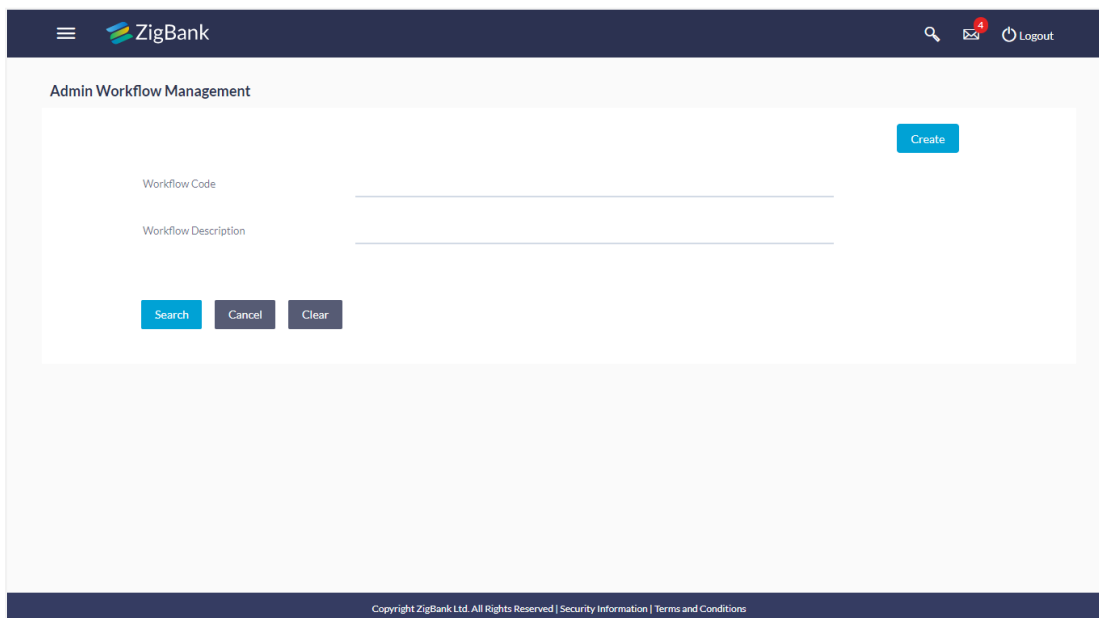 ZigBank
4
Logout
Admin Workflow Management
Create
Workflow Code
Workflow Description
Search Cancel Clear
Copyright ZigBank Ltd. All Rights Reserved | Security Information | Terms and Conditions